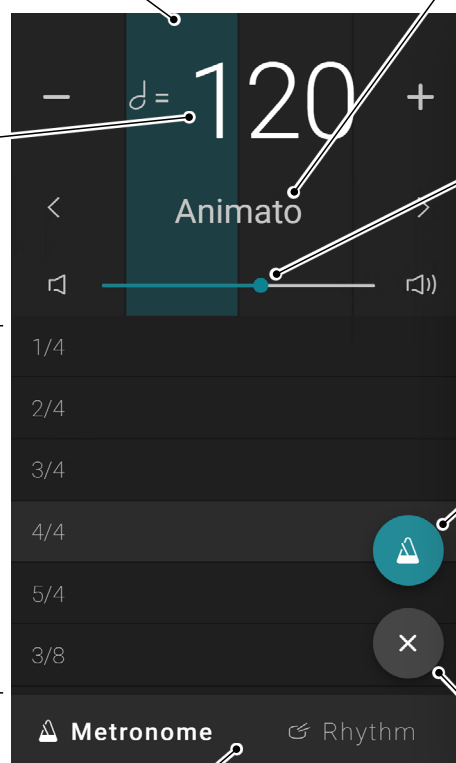 − 𝅗𝅥 = 120 +
Animato
1/4
2/4
3/4
4/4
5/4
3/8
Metronome Rhythm